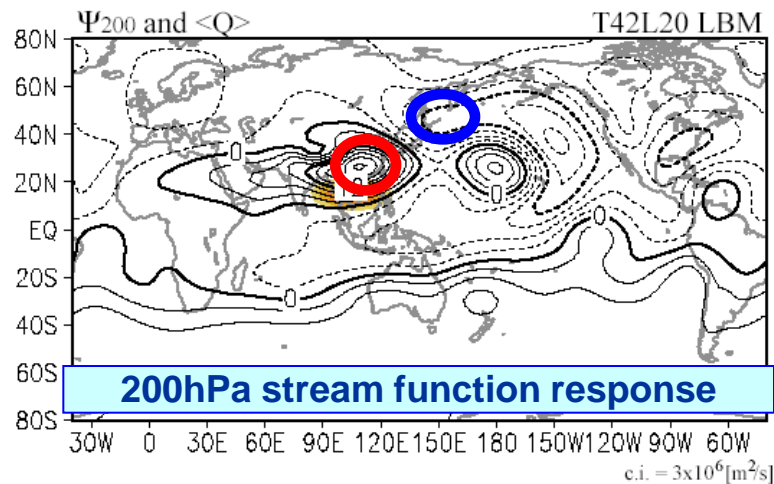 Ψ200 and <Q> T42L20 LBM
80N
60N
40N
20N
EQ
20S
40S
60S
80S
0 0 0 0
200hPa stream function response
30W 0 30E 60E 90E 120E 150E 180 150W 120W 90W 60W
c.i. = 3x10⁶[m²/s]